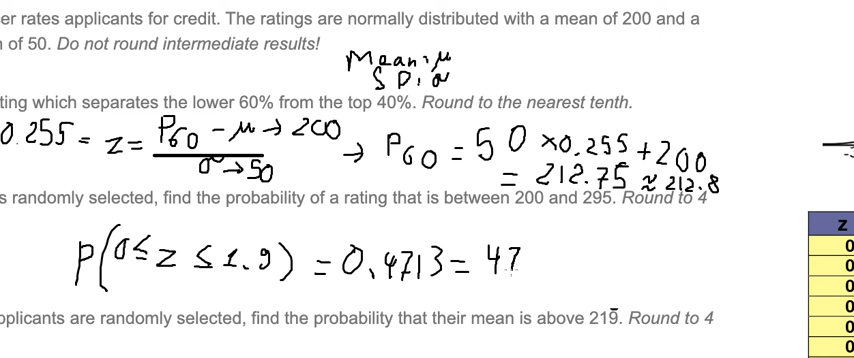 er rates applicants for credit. The ratings are normally distributed with a mean of 200 and a
n of 50. Do not round intermediate results!
Mean: μ
S D: σ
ting which separates the lower 60% from the top 40%. Round to the nearest tenth.
0.255 = z = P60 - μ → 200 / σ → 50 → P60 = 50 × 0.255 + 200
= 212.75 ≈ 212.8
s randomly selected, find the probability of a rating that is between 200 and 295. Round to 4
P(0 ≤ z ≤ 1.9) = 0.4713 = 47
pplicants are randomly selected, find the probability that their mean is above 219. Round to 4
z
0
0
0
0
0
0